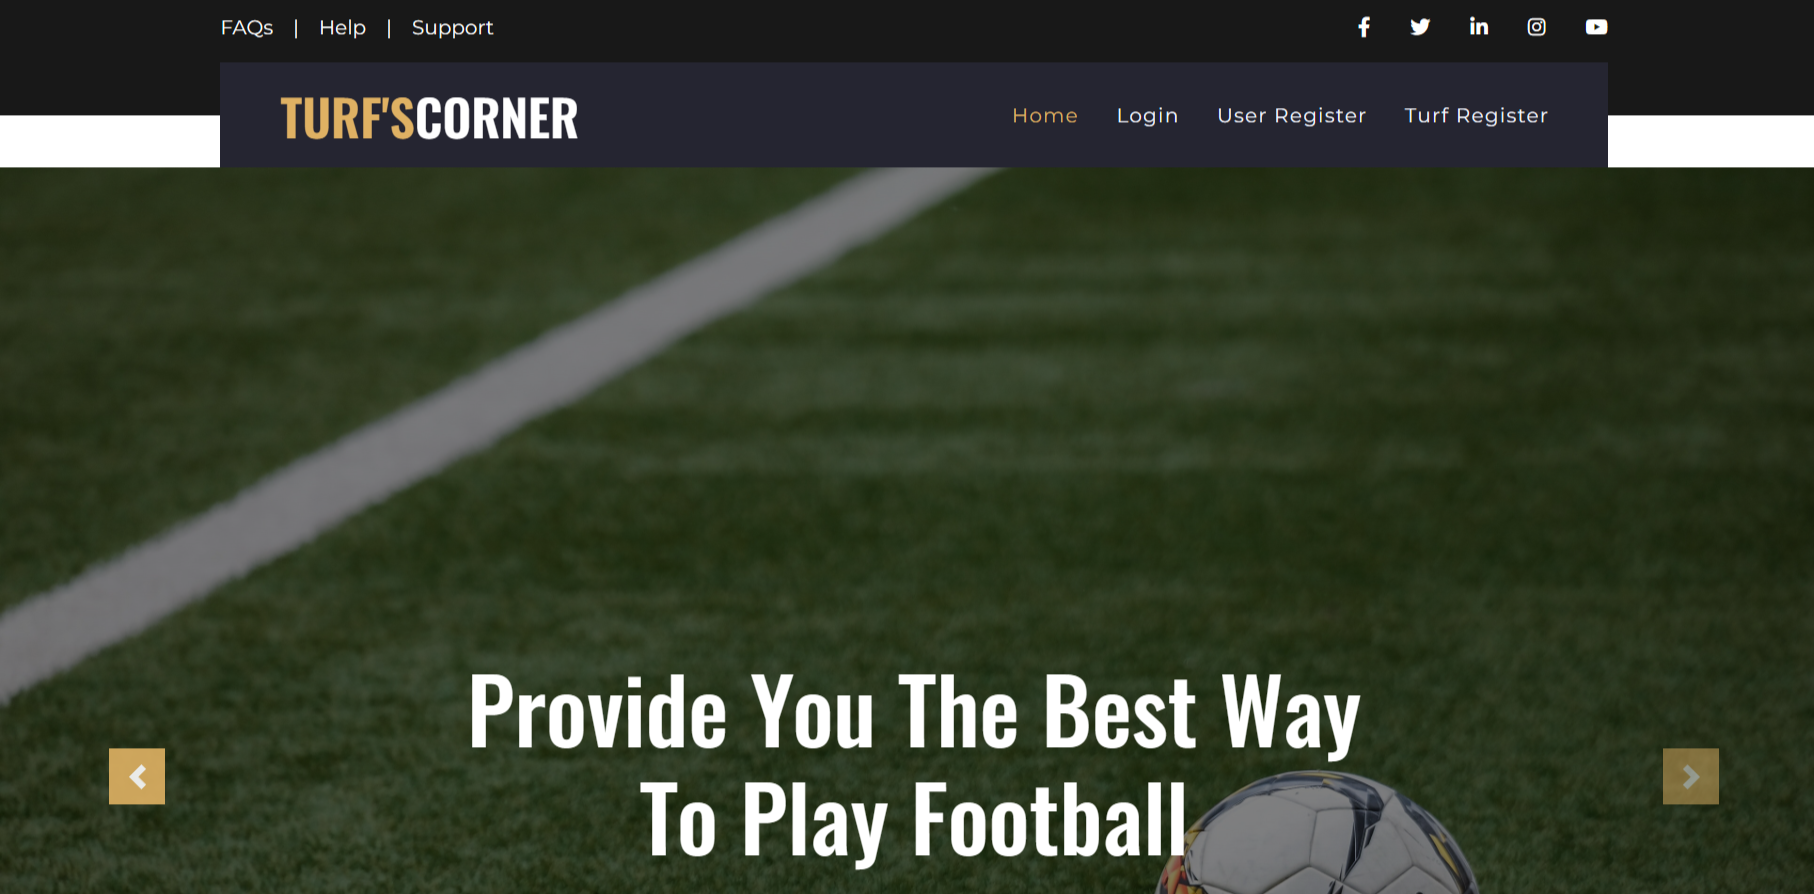 FAQs | Help | Support
TURF'SCORNER
Home Login User Register Turf Register
Provide You The Best Way
To Play Football